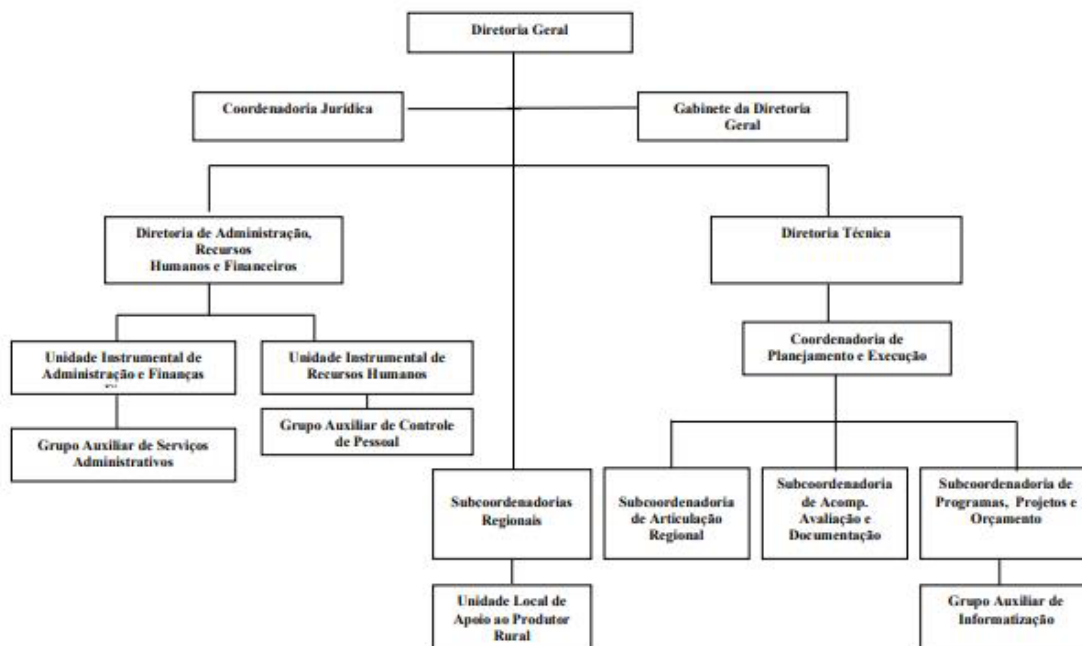 Diretoria Geral
Coordenadoria Jurídica
Gabinete da Diretoria
Geral
Diretoria de Administração,
Recursos
Humanos e Financeiros
Diretoria Técnica
Unidade Instrumental de
Administração e Finanças
Unidade Instrumental de
Recursos Humanos
Coordenadoria de
Planejamento e Execução
Grupo Auxiliar de Serviços
Administrativos
Grupo Auxiliar de Controle
de Pessoal
Subcoordenadorias
Regionais
Subcoordenadoria
de Articulação
Regional
Subcoordenadoria
de Acomp.
Avaliação e
Documentação
Subcoordenadoria de
Programas, Projetos e
Orçamento
Unidade Local de
Apoio ao Produtor
Rural
Grupo Auxiliar de
Informatização